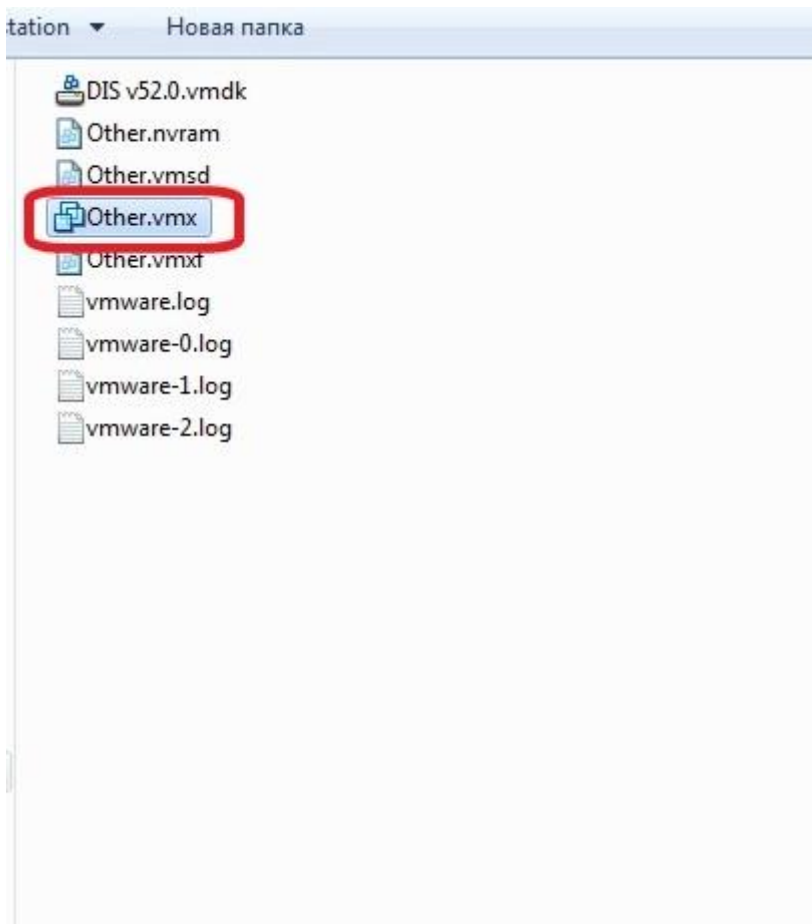 tation Новая папка
DIS v52.0.vmdk
Other.nvram
Other.vmsd
Other.vmx
Other.vmxf
vmware.log
vmware-0.log
vmware-1.log
vmware-2.log